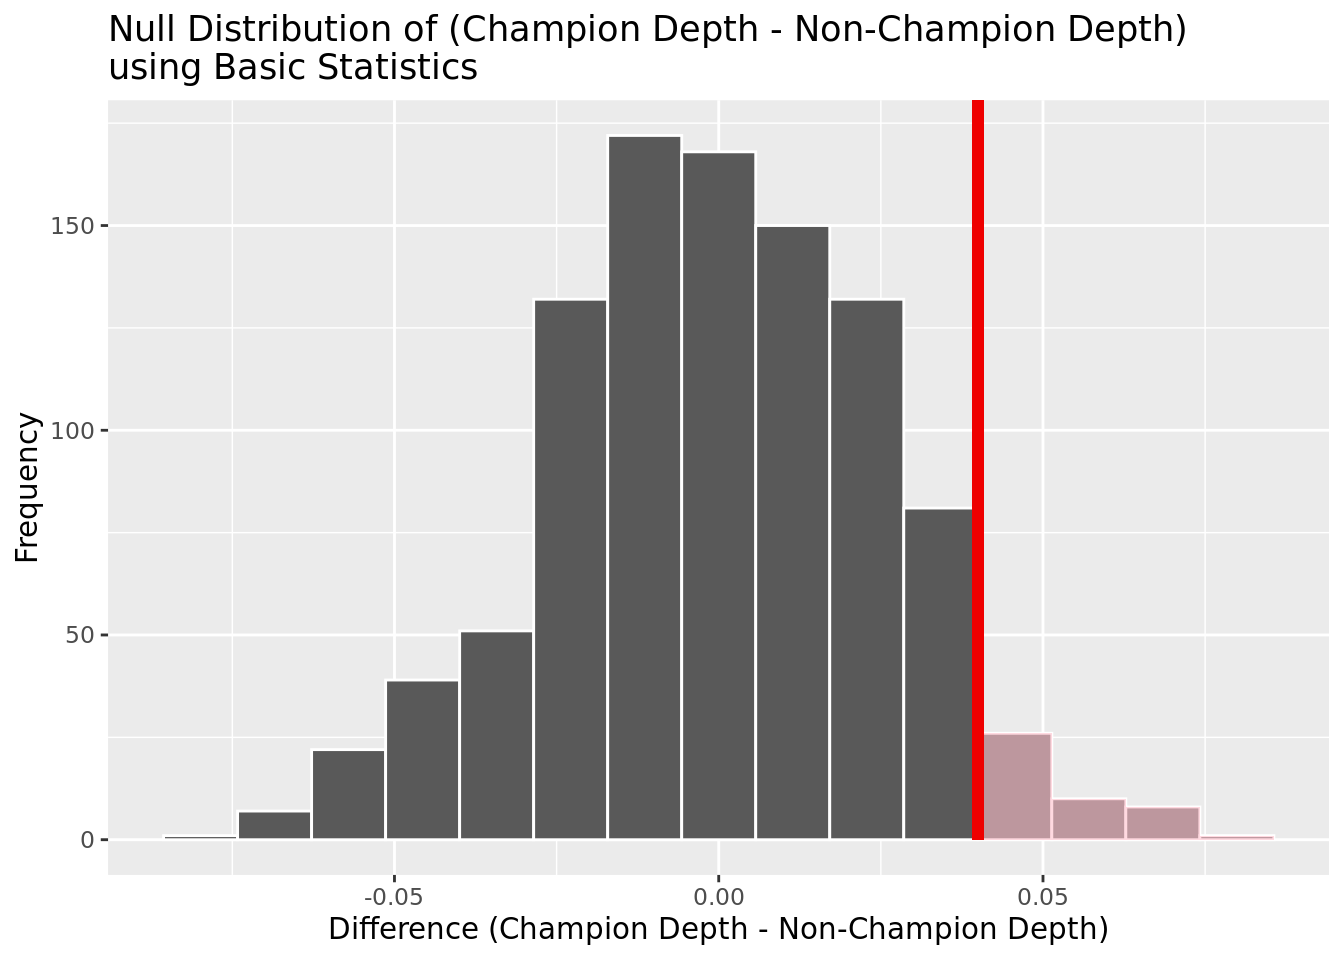 Null Distribution of (Champion Depth - Non-Champion Depth)
using Basic Statistics
Frequency
150
100
50
0
-0.05
0.00
0.05
Difference (Champion Depth - Non-Champion Depth)